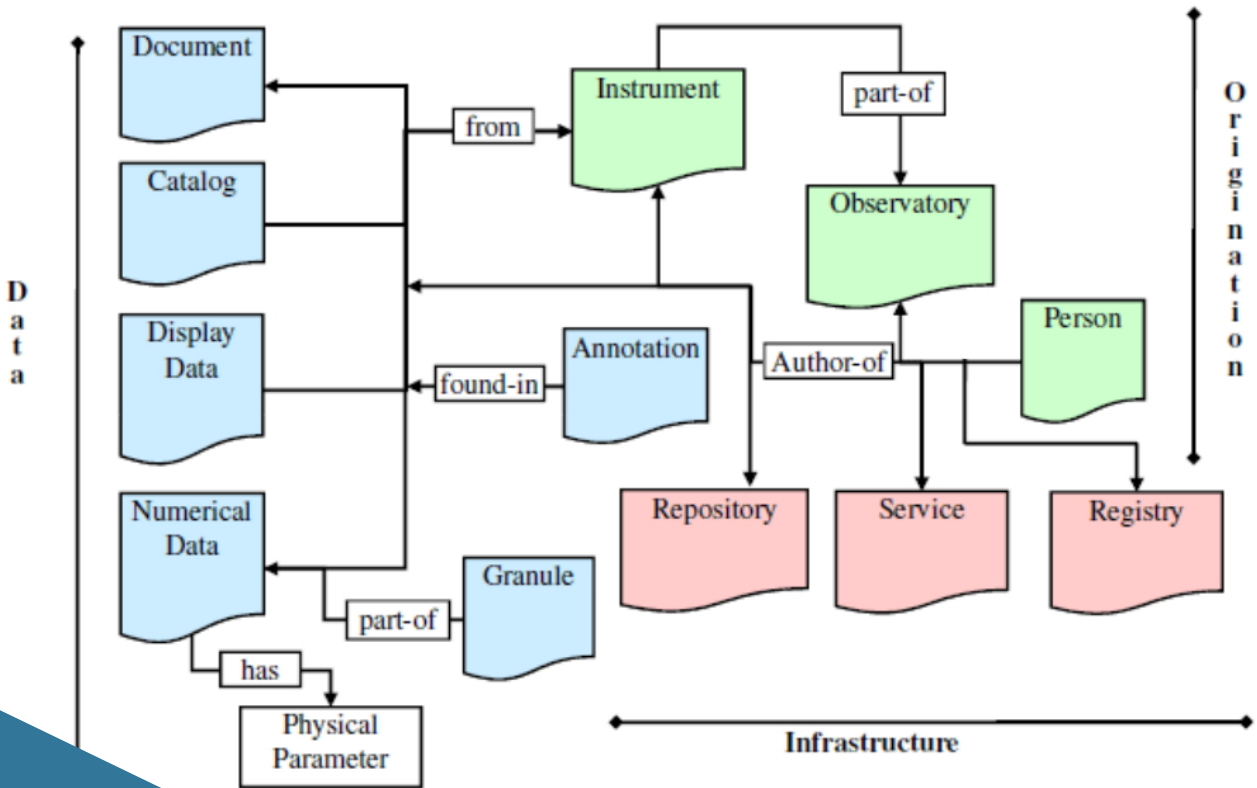 Document
Instrument
part-of
from
Catalog
Observatory
Display
Data
Annotation
found-in
Author-of
Person
Numerical
Data
Repository
Service
Registry
Granule
part-of
has
Physical
Parameter
Data
Origination
Infrastructure